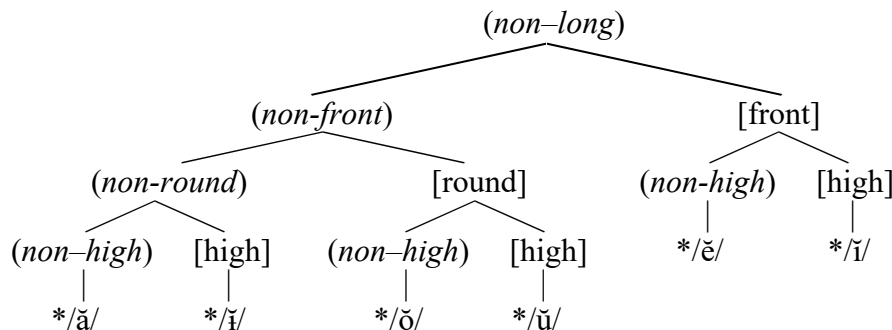 (non–long)
(non-front) [front]
(non-round) [round] (non-high) [high]
(non–high) [high] (non–high) [high] */ĕ/ */ĭ/
*/ă/ */ɨ̆/ */ŏ/ */ŭ/